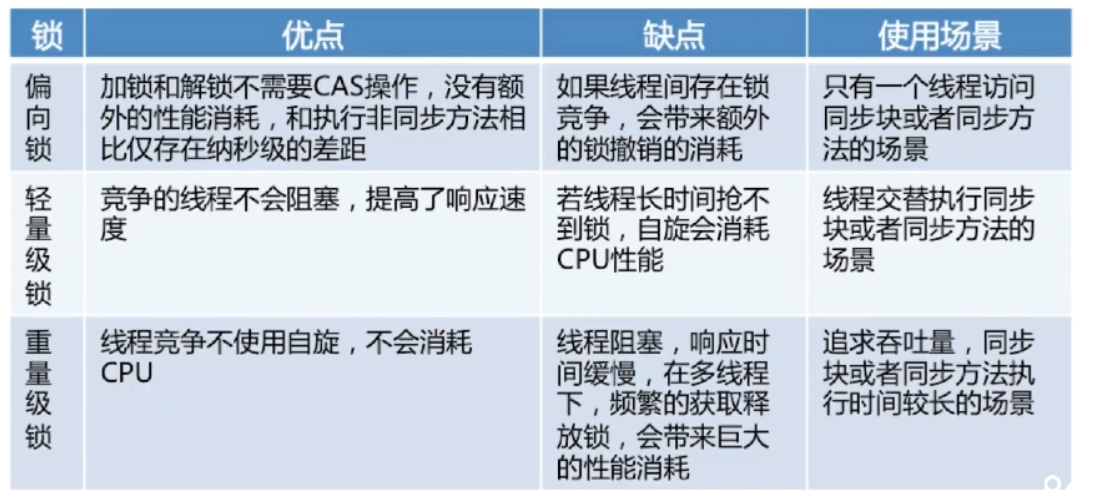 锁 优点 缺点 使用场景
偏向锁
加锁和解锁不需要CAS操作，没有额
外的性能消耗，和执行非同步方法相
比仅存在纳秒级的差距
如果线程间存在锁
竞争，会带来额外
的锁撤销的消耗
只有一个线程访问
同步块或者同步方
法的场景
轻量级锁
竞争的线程不会阻塞，提高了响应速
度
若线程长时间抢不
到锁，自旋会消耗
CPU性能
线程交替执行同步
块或者同步方法的
场景
重量级锁
线程竞争不使用自旋，不会消耗
CPU
线程阻塞，响应时
间缓慢，在多线程
下，频繁的获取释
放锁，会带来巨大
的性能消耗
追求吞吐量，同步
块或者同步方法执
行时间较长的场景